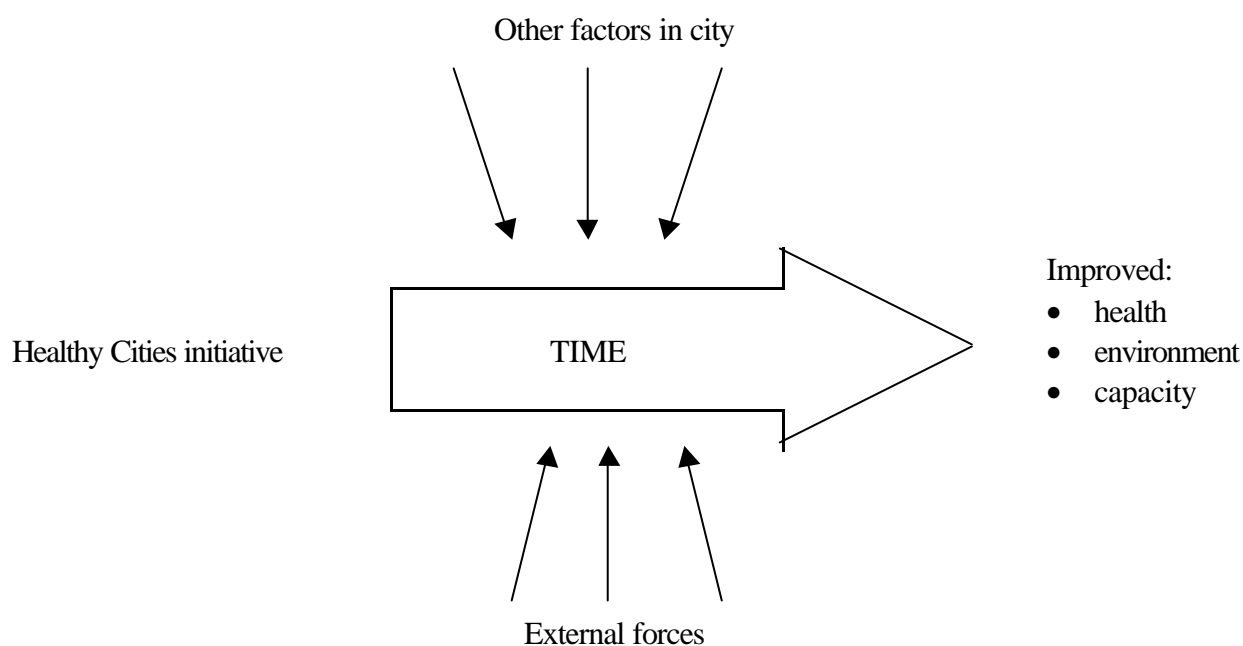 Other factors in city
Healthy Cities initiative
TIME
Improved:
• health
• environment
• capacity
External forces